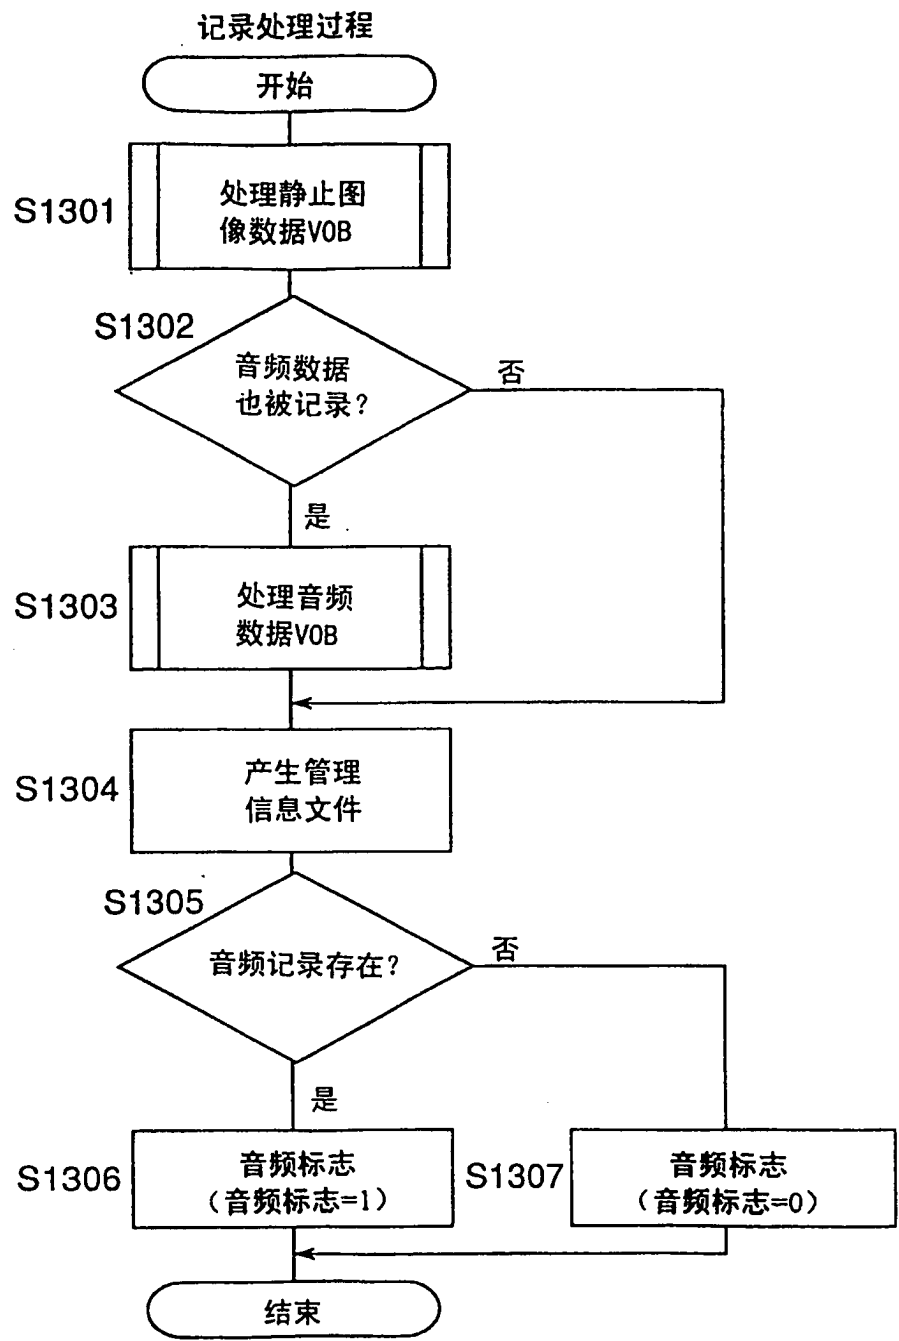 记录处理过程
开始
S1301
处理静止图
像数据VOB
S1302
音频数据
也被记录?
否
是
S1303
处理音频
数据VOB
S1304
产生管理
信息文件
S1305
音频记录存在?
否
是
S1306
音频标志
(音频标志=1)
S1307
音频标志
(音频标志=0)
结束